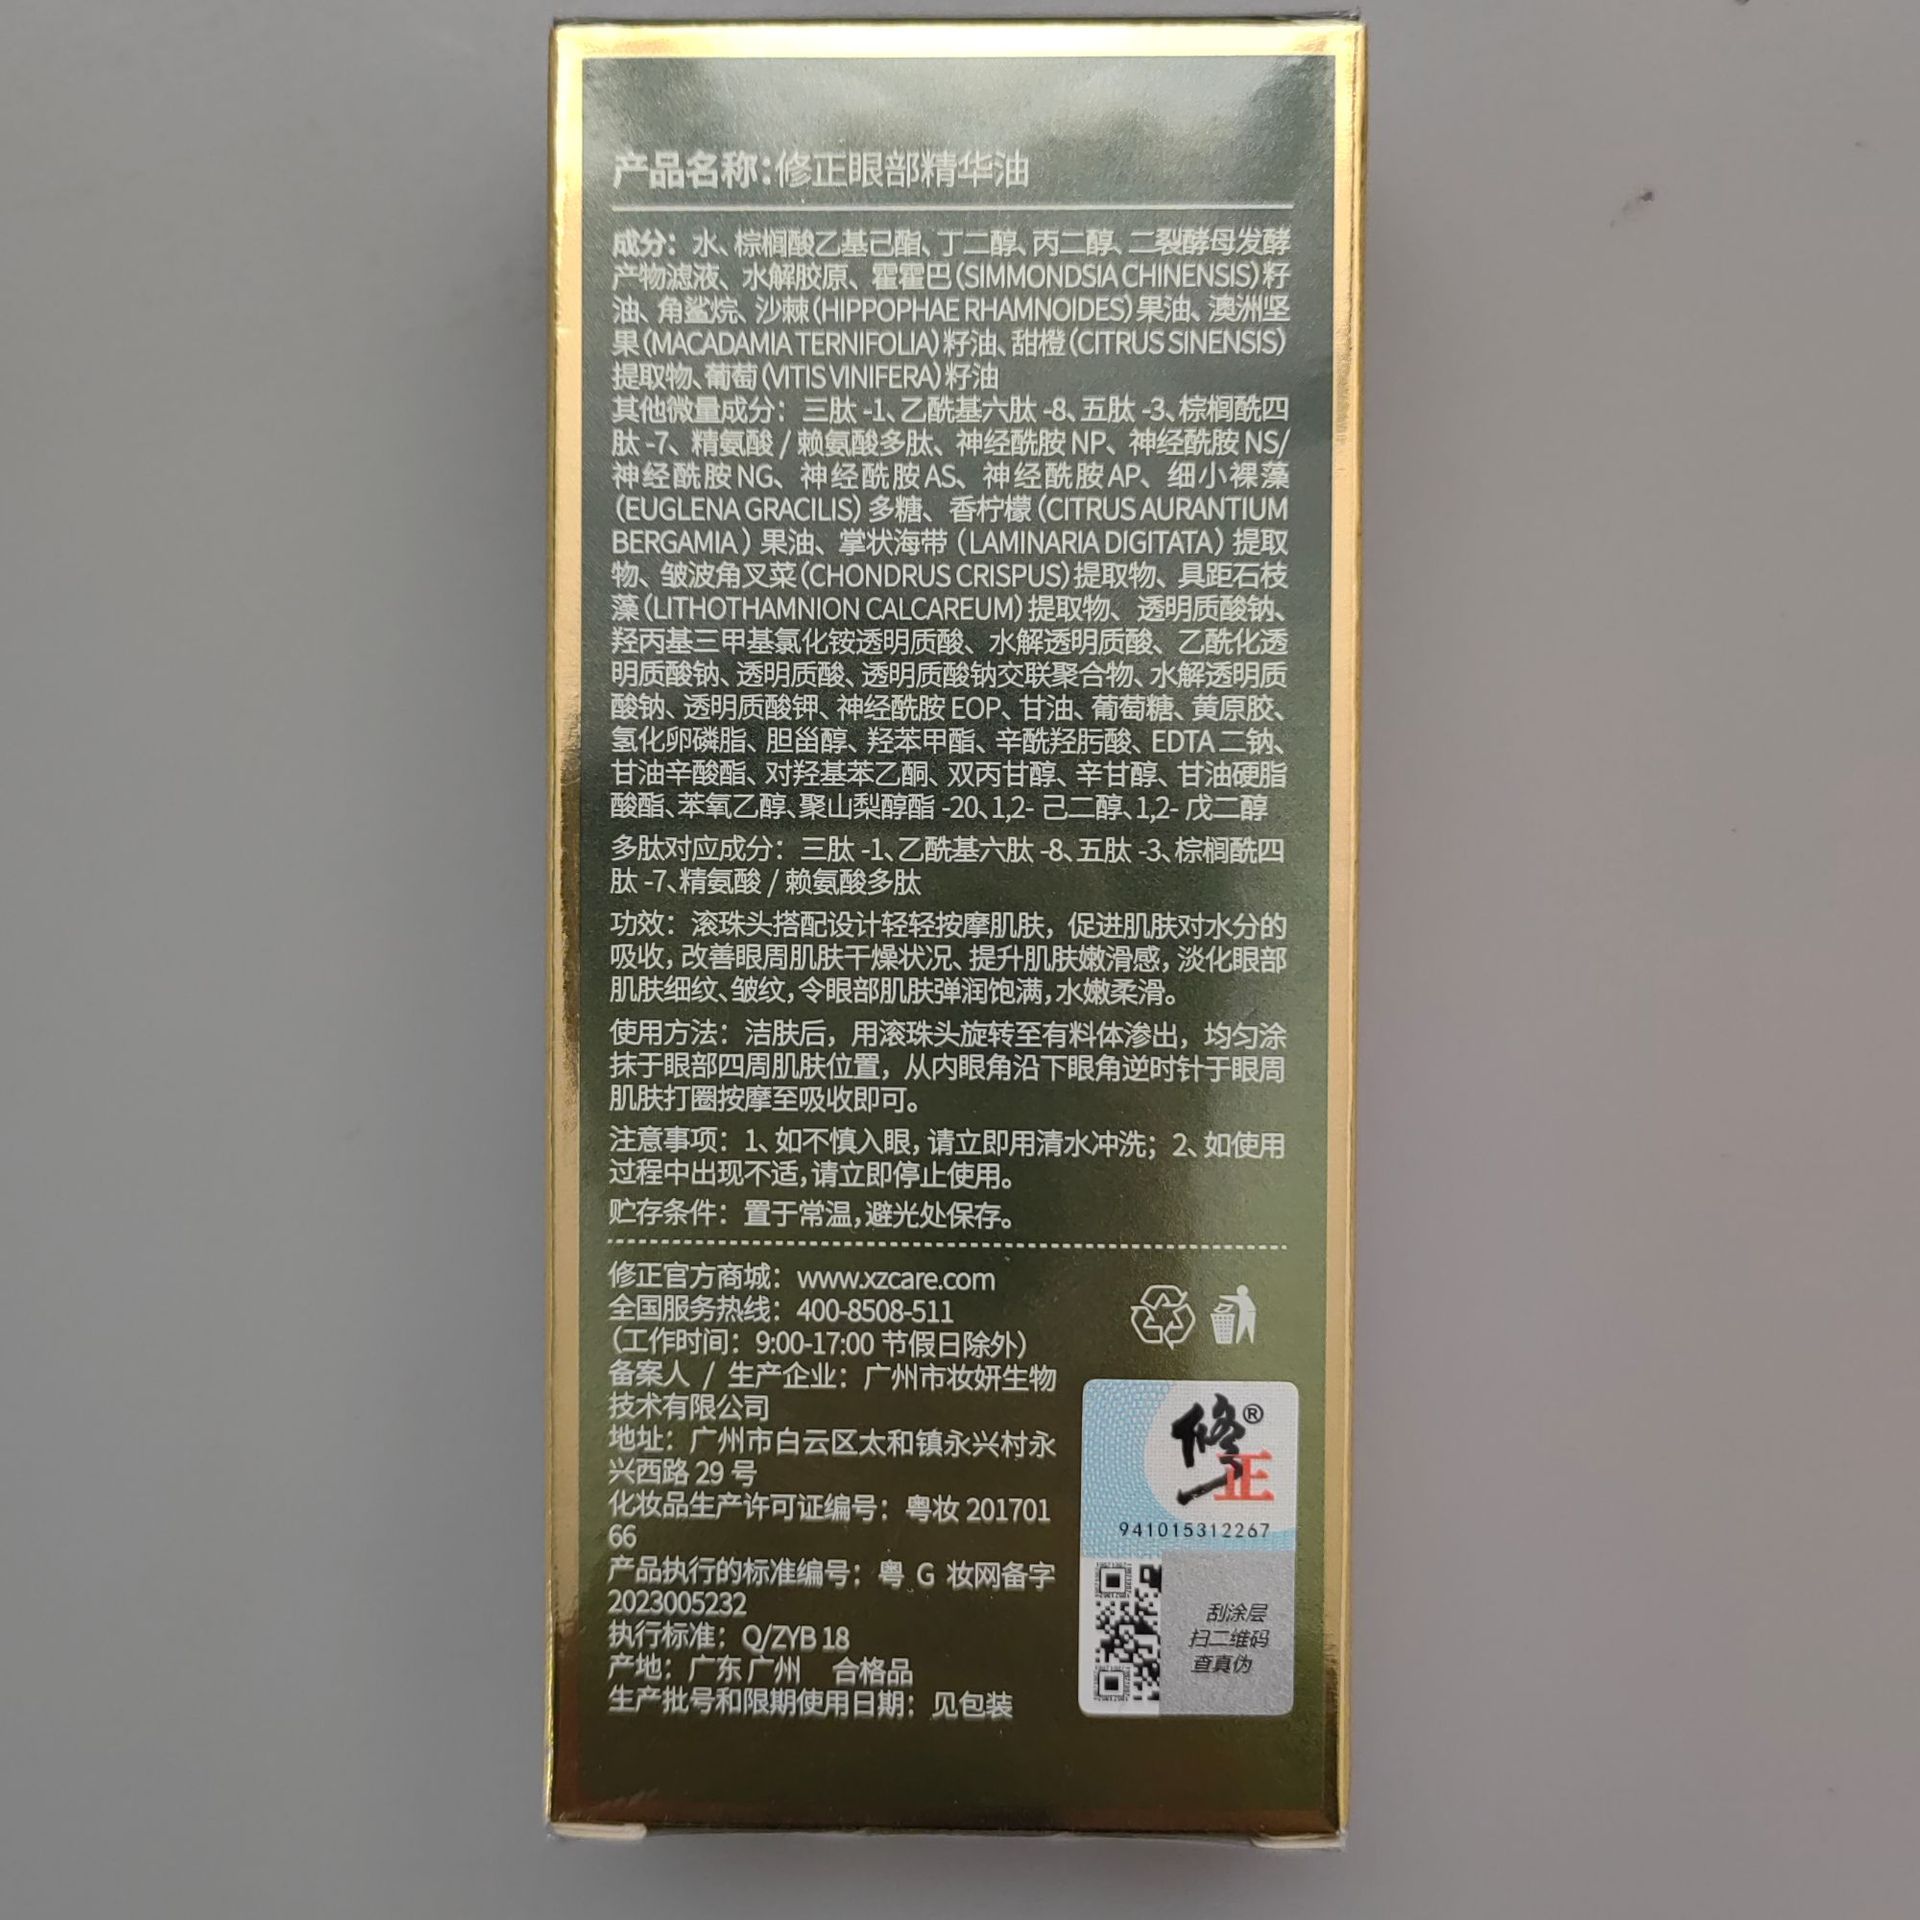 产品名称：修正眼部精华油
成分：水、棕榈酸乙基己酯、丁二醇、丙二醇、二裂酵母发酵
产物滤液、水解胶原、霍霍巴（SIMMONDSIA CHINENSIS）籽
油、角鲨烷、沙棘（HIPPOPHAE RHAMNOIDES）果油、澳洲坚
果（MACADAMIA TERNIFOLIA）籽油、甜橙（CITRUS SINENSIS）
提取物、葡萄（VITIS VINIFERA）籽油
其他微量成分：三肽 -1、乙酰基六肽 -8、五肽 -3、棕榈酰四
肽 -7、精氨酸 / 赖氨酸多肽、神经酰胺 NP、神经酰胺 NS/
神经酰胺 NG、神经酰胺 AS、神经酰胺 AP、细小裸藻
（EUGLENA GRACILIS）多糖、香柠檬（CITRUS AURANTIUM
BERGAMIA）果油、掌状海带（LAMINARIA DIGITATA）提取
物、皱波角叉菜（CHONDRUS CRISPUS）提取物、具距石枝
藻（LITHOTHAMNION CALCAREUM）提取物、透明质酸钠、
羟丙基三甲基氯化铵透明质酸、水解透明质酸、乙酰化透
明质酸钠、透明质酸、透明质酸钠交联聚合物、水解透明质
酸钠、透明质酸钾、神经酰胺 EOP、甘油、葡萄糖、黄原胶、
氢化卵磷脂、胆甾醇、羟苯甲酯、辛酰羟肟酸、EDTA 二钠、
甘油辛酸酯、对羟基苯乙酮、双丙甘醇、辛甘醇、甘油硬脂
酸酯、苯氧乙醇、聚山梨醇酯 -20、1,2- 己二醇、1,2- 戊二醇
多肽对应成分：三肽 -1、乙酰基六肽 -8、五肽 -3、棕榈酰四
肽 -7、精氨酸 / 赖氨酸多肽
功效：滚珠头搭配设计轻轻按摩肌肤，促进肌肤对水分的
吸收，改善眼周肌肤干燥状况、提升肌肤嫩滑感，淡化眼部
肌肤细纹、皱纹，令眼部肌肤弹润饱满，水嫩柔滑。
使用方法：洁肤后，用滚珠头旋转至有料体渗出，均匀涂
抹于眼部四周肌肤位置，从内眼角沿下眼角逆时针于眼周
肌肤打圈按摩至吸收即可。
注意事项：1、如不慎入眼，请立即用清水冲洗；2、如使用
过程中出现不适，请立即停止使用。
贮存条件：置于常温，避光处保存。
修正官方商城：www.xzcare.com
全国服务热线：400-8508-511
（工作时间：9:00-17:00 节假日除外）
备案人 / 生产企业：广州市妆妍生物
技术有限公司
地址：广州市白云区太和镇永兴村永
兴西路 29 号
化妆品生产许可证编号：粤妆 201701
66
产品执行的标准编号：粤 G 妆网备字
2023005232
执行标准：Q/ZYB 18
产地：广东 广州 合格品
生产批号和限期使用日期：见包装
修正®
941015312267
刮涂层
扫二维码
查真伪